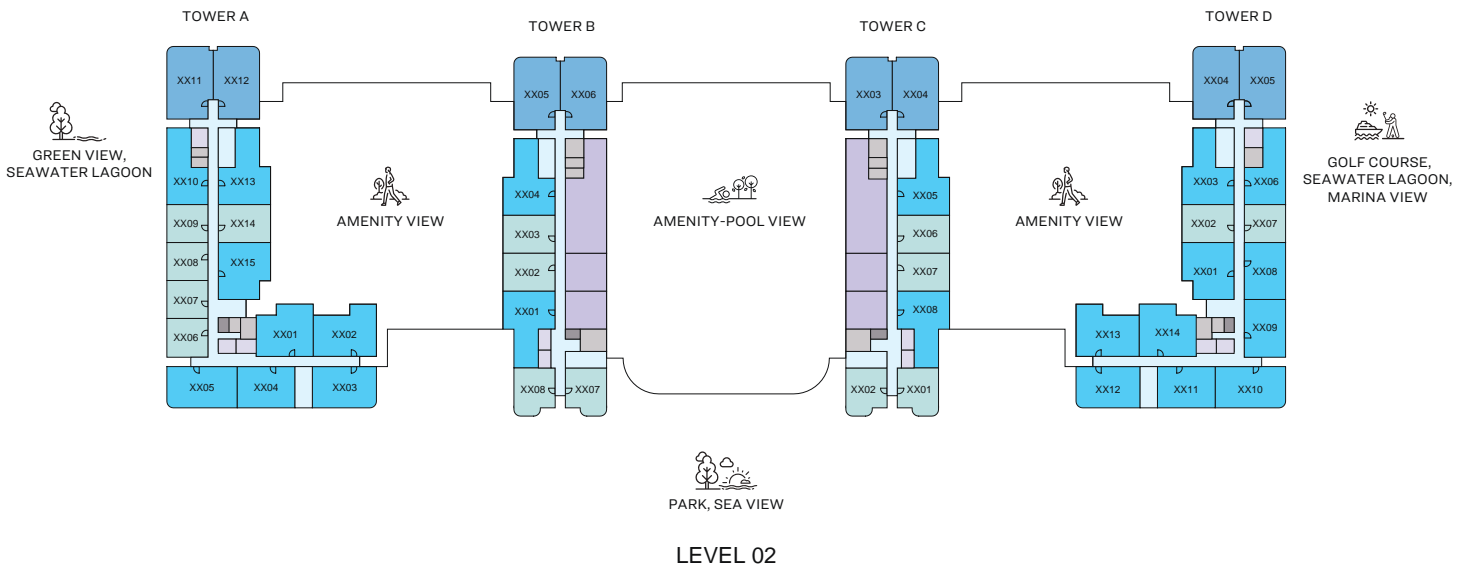 TOWER A
TOWER B
TOWER C
TOWER D
XX11
XX12
XX10
XX13
XX09
XX14
XX08
XX15
XX07
XX06
XX01
XX02
XX05
XX04
XX03
XX05
XX06
XX04
XX03
XX02
XX01
XX08
XX07
XX03
XX04
XX05
XX06
XX07
XX08
XX02
XX01
XX04
XX05
XX03
XX06
XX02
XX07
XX01
XX08
XX13
XX14
XX09
XX12
XX11
XX10
GREEN VIEW,
SEAWATER LAGOON
AMENITY VIEW
AMENITY-POOL VIEW
AMENITY VIEW
GOLF COURSE,
SEAWATER LAGOON,
MARINA VIEW
PARK, SEA VIEW
LEVEL 02